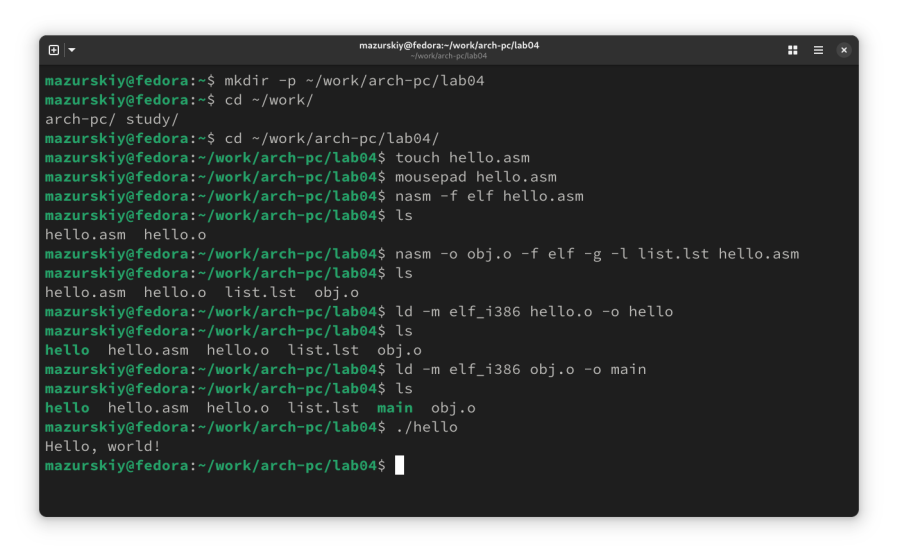 mazurskiy@fedora:~/work/arch-pc/lab04
~/work/arch-pc/lab04
mazurskiy@fedora:~$ mkdir -p ~/work/arch-pc/lab04
mazurskiy@fedora:~$ cd ~/work/
arch-pc/ study/
mazurskiy@fedora:~$ cd ~/work/arch-pc/lab04/
mazurskiy@fedora:~/work/arch-pc/lab04$ touch hello.asm
mazurskiy@fedora:~/work/arch-pc/lab04$ mousepad hello.asm
mazurskiy@fedora:~/work/arch-pc/lab04$ nasm -f elf hello.asm
mazurskiy@fedora:~/work/arch-pc/lab04$ ls
hello.asm  hello.o
mazurskiy@fedora:~/work/arch-pc/lab04$ nasm -o obj.o -f elf -g -l list.lst hello.asm
mazurskiy@fedora:~/work/arch-pc/lab04$ ls
hello.asm  hello.o  list.lst  obj.o
mazurskiy@fedora:~/work/arch-pc/lab04$ ld -m elf_i386 hello.o -o hello
mazurskiy@fedora:~/work/arch-pc/lab04$ ls
hello  hello.asm  hello.o  list.lst  obj.o
mazurskiy@fedora:~/work/arch-pc/lab04$ ld -m elf_i386 obj.o -o main
mazurskiy@fedora:~/work/arch-pc/lab04$ ls
hello  hello.asm  hello.o  list.lst  main  obj.o
mazurskiy@fedora:~/work/arch-pc/lab04$ ./hello
Hello, world!
mazurskiy@fedora:~/work/arch-pc/lab04$